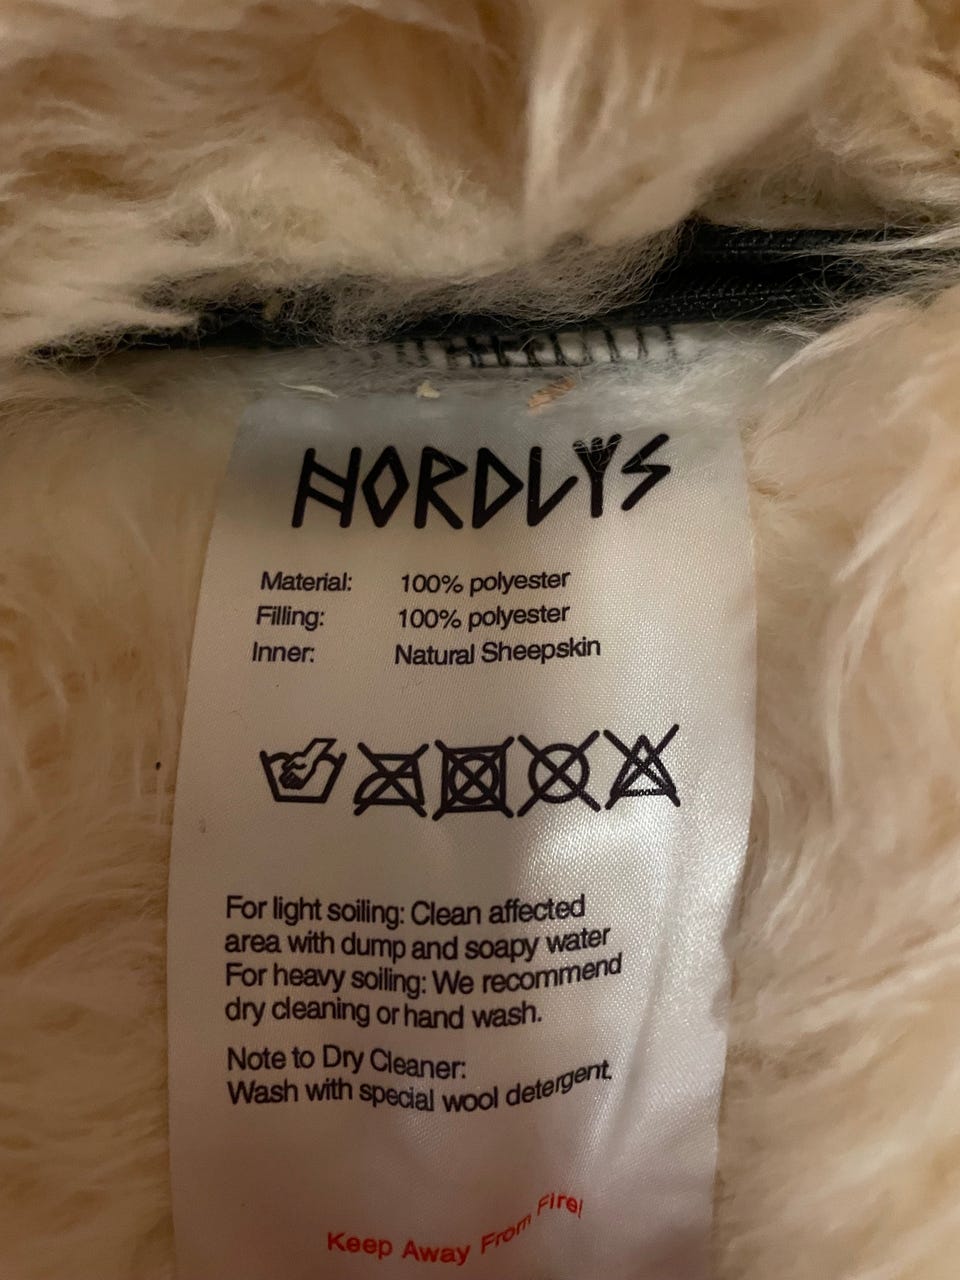 NORDLYS
Material: 100% polyester
Filling: 100% polyester
Inner: Natural Sheepskin
For light soiling: Clean affected
area with dump and soapy water
For heavy soiling: We recommend
dry cleaning or hand wash.
Note to Dry Cleaner:
Wash with special wool detergent.
Keep Away From Fire!